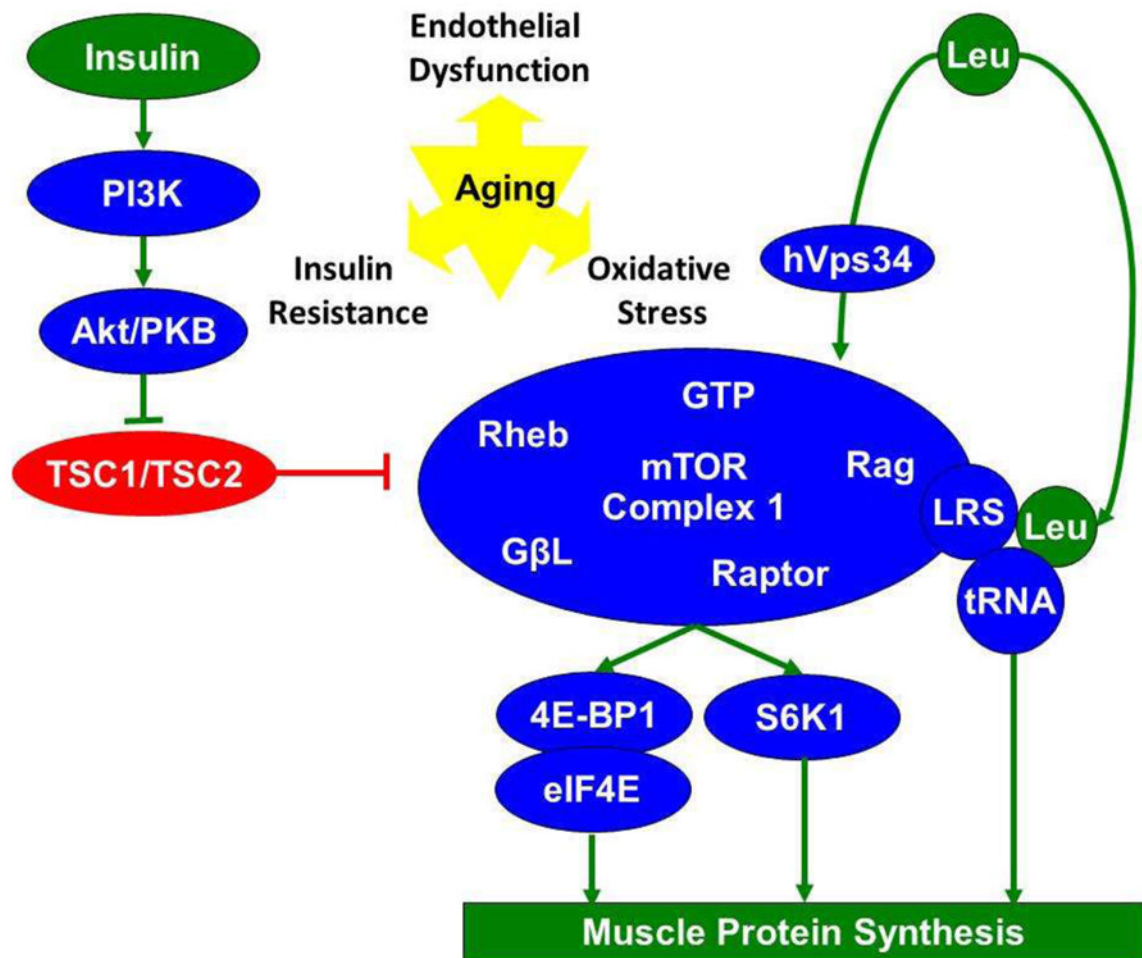 Insulin
Endothelial
Dysfunction
Leu
PI3K
Aging
hVps34
Insulin
Resistance
Oxidative
Stress
Akt/PKB
GTP
Rheb
mTOR
Complex 1
Rag
TSC1/TSC2
LRS
Leu
GβL
Raptor
tRNA
4E-BP1
S6K1
eIF4E
Muscle Protein Synthesis